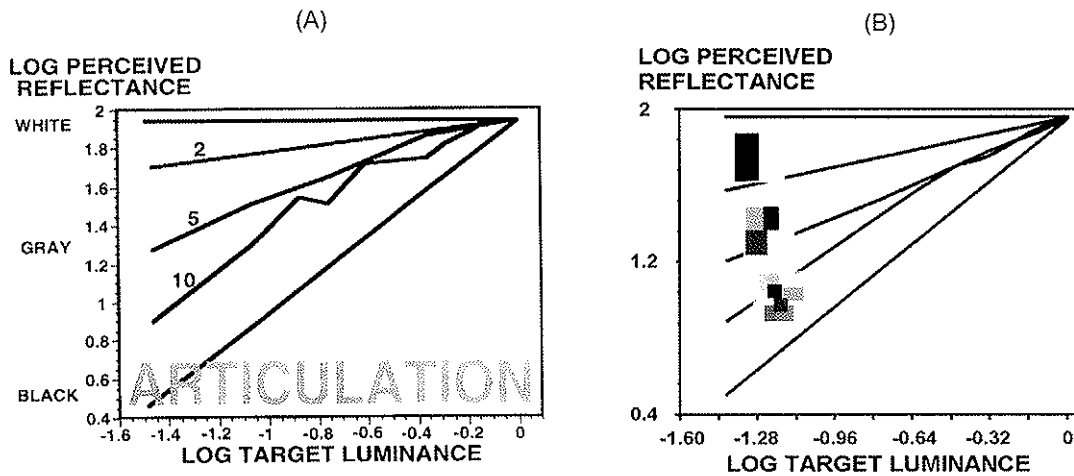 (A)
LOG PERCEIVED
REFLECTANCE
2
WHITE
1.8
1.6
1.4
GRAY
1.2
1
0.8
BLACK
0.6
0.4
2
5
10
ARTICULATION
-1.6 -1.4 -1.2 -1 -0.8 -0.6 -0.4 -0.2 0
LOG TARGET LUMINANCE
(B)
LOG PERCEIVED
REFLECTANCE
2
1.2
0.4
-1.60 -1.28 -0.96 -0.64 -0.32 0
LOG TARGET LUMINANCE